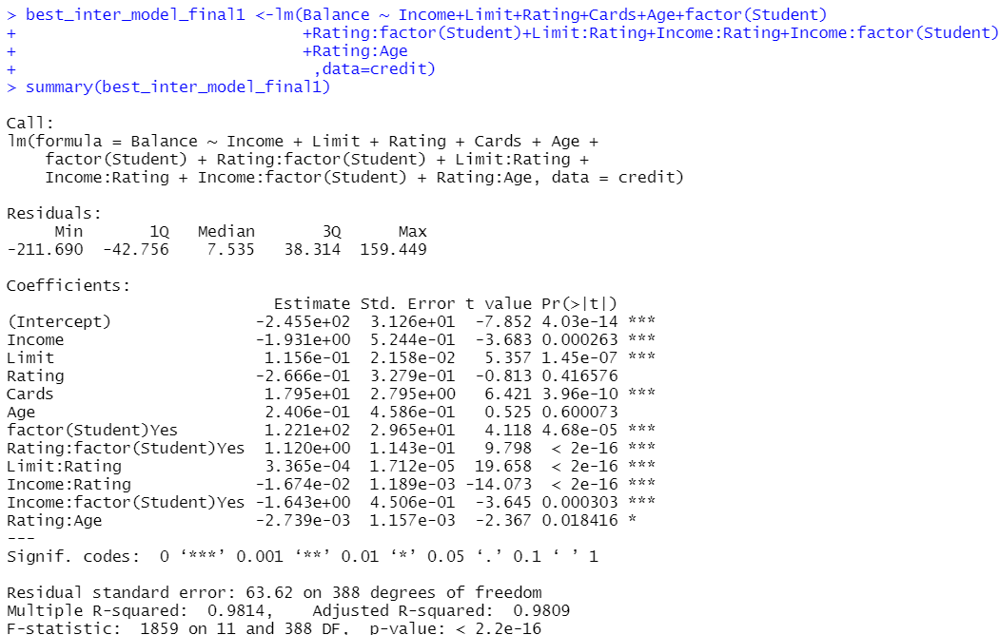 > best_inter_model_final1 <-lm(Balance ~ Income+Limit+Rating+Cards+Age+factor(Student)
+                              +Rating:factor(Student)+Limit:Rating+Income:Rating+Income:factor(Student)
+                              +Rating:Age
+                               ,data=credit)
> summary(best_inter_model_final1)

Call:
lm(formula = Balance ~ Income + Limit + Rating + Cards + Age +
    factor(Student) + Rating:factor(Student) + Limit:Rating +
    Income:Rating + Income:factor(Student) + Rating:Age, data = credit)

Residuals:
     Min       1Q   Median       3Q      Max
-211.690  -42.756    7.535   38.314  159.449

Coefficients:
                            Estimate Std. Error t value Pr(>|t|)
(Intercept)               -2.455e+02  3.126e+01  -7.852 4.03e-14 ***
Income                    -1.931e+00  5.244e-01  -3.683 0.000263 ***
Limit                      1.156e-01  2.158e-02   5.357 1.45e-07 ***
Rating                    -2.666e-01  3.279e-01  -0.813 0.416576
Cards                      1.795e+01  2.795e+00   6.421 3.96e-10 ***
Age                        2.406e-01  4.586e-01   0.525 0.600073
factor(Student)Yes         1.221e+02  2.965e+01   4.118 4.68e-05 ***
Rating:factor(Student)Yes  1.120e+00  1.143e-01   9.798  < 2e-16 ***
Limit:Rating               3.365e-04  1.712e-05  19.658  < 2e-16 ***
Income:Rating             -1.674e-02  1.189e-03 -14.073  < 2e-16 ***
Income:factor(Student)Yes -1.643e+00  4.506e-01  -3.645 0.000303 ***
Rating:Age                -2.739e-03  1.157e-03  -2.367 0.018416 *
---
Signif. codes:  0 ‘***’ 0.001 ‘**’ 0.01 ‘*’ 0.05 ‘.’ 0.1 ‘ ’ 1

Residual standard error: 63.62 on 388 degrees of freedom
Multiple R-squared:  0.9814,    Adjusted R-squared:  0.9809
F-statistic:  1859 on 11 and 388 DF,  p-value: < 2.2e-16